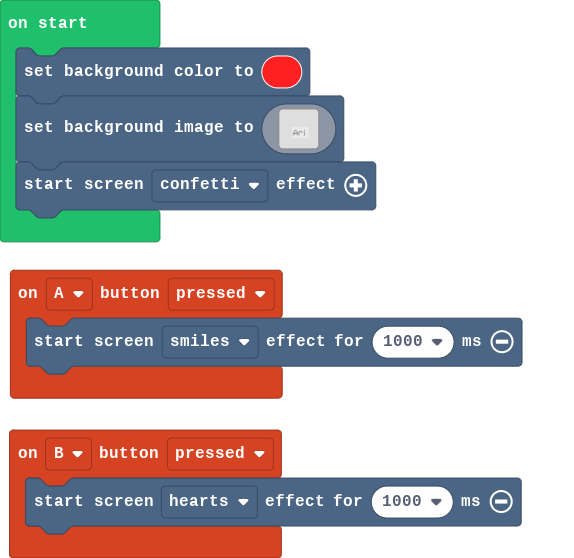 on start
set background color to
set background image to Ari
start screen confetti effect
on A button pressed
start screen smiles effect for 1000 ms
on B button pressed
start screen hearts effect for 1000 ms